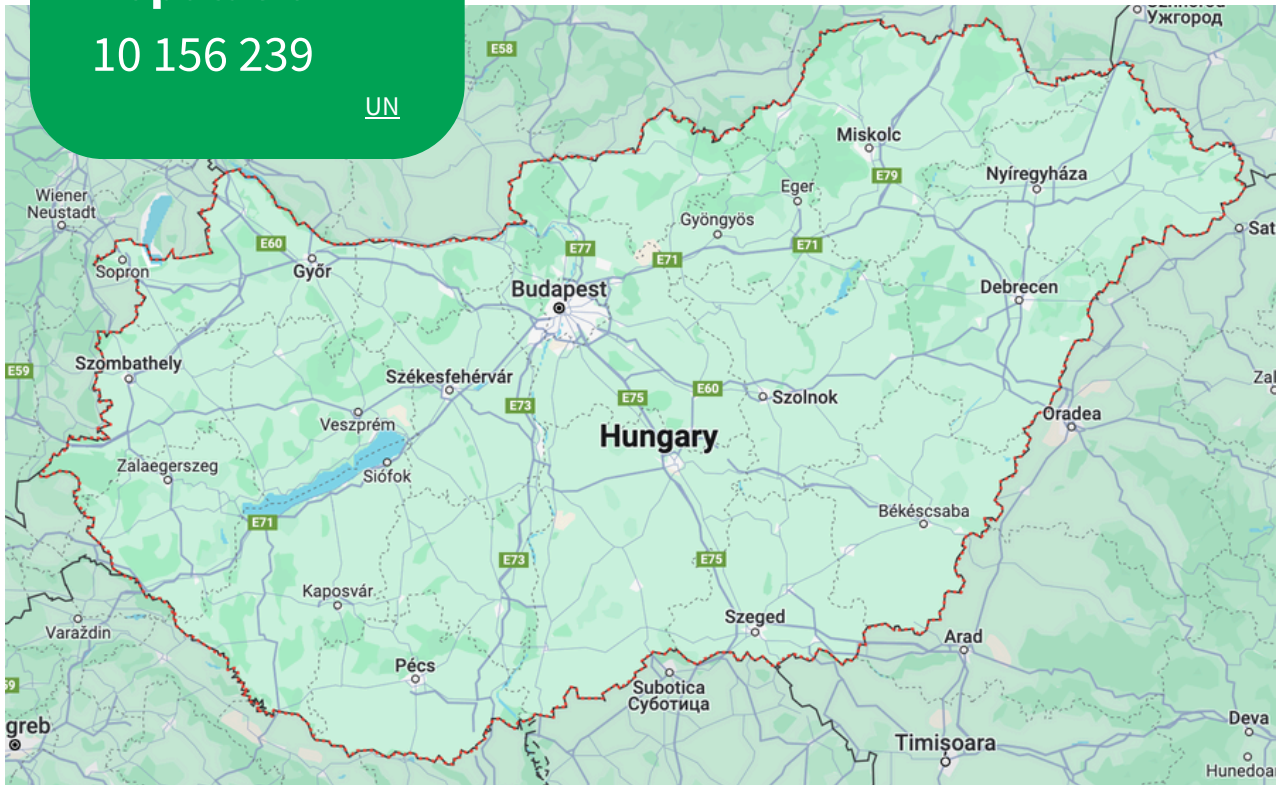 10 156 239
UN
E58
Ужгород
Miskolc
E79
Nyíregyháza
Wiener
Neustadt
Eger
Gyöngyös
Sat
E60
E77
E71
E71
Sopron
Győr
Budapest
Debrecen
E59
Szombathely
Székesfehérvár
E73
E75
E60
Szolnok
Zal
Veszprém
Hungary
Oradea
Zalaegerszeg
Siófok
E71
Békéscsaba
E73
E75
Kaposvár
Szeged
Varaždin
Arad
Pécs
Subotica
Суботица
59
greb
Deva
Timișoara
Hunedoar